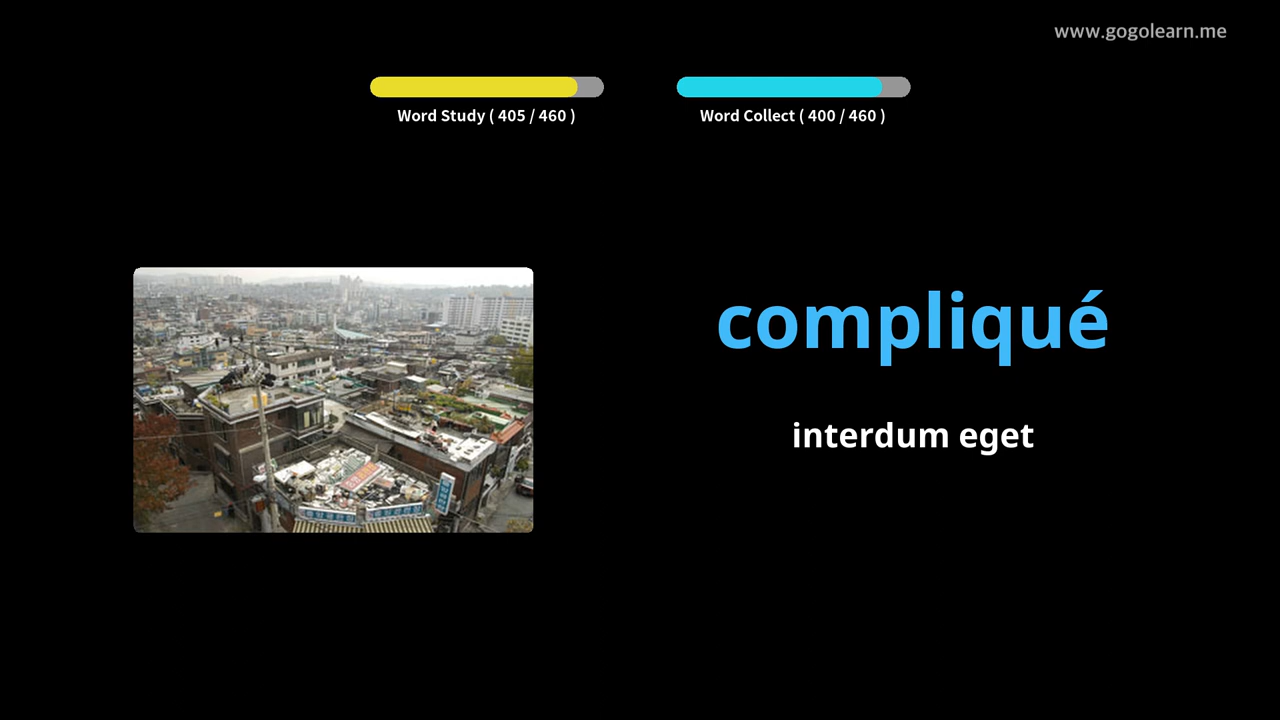 www.gogolearn.me
Word Study ( 405 / 460 )
Word Collect ( 400 / 460 )
compliqué
interdum eget